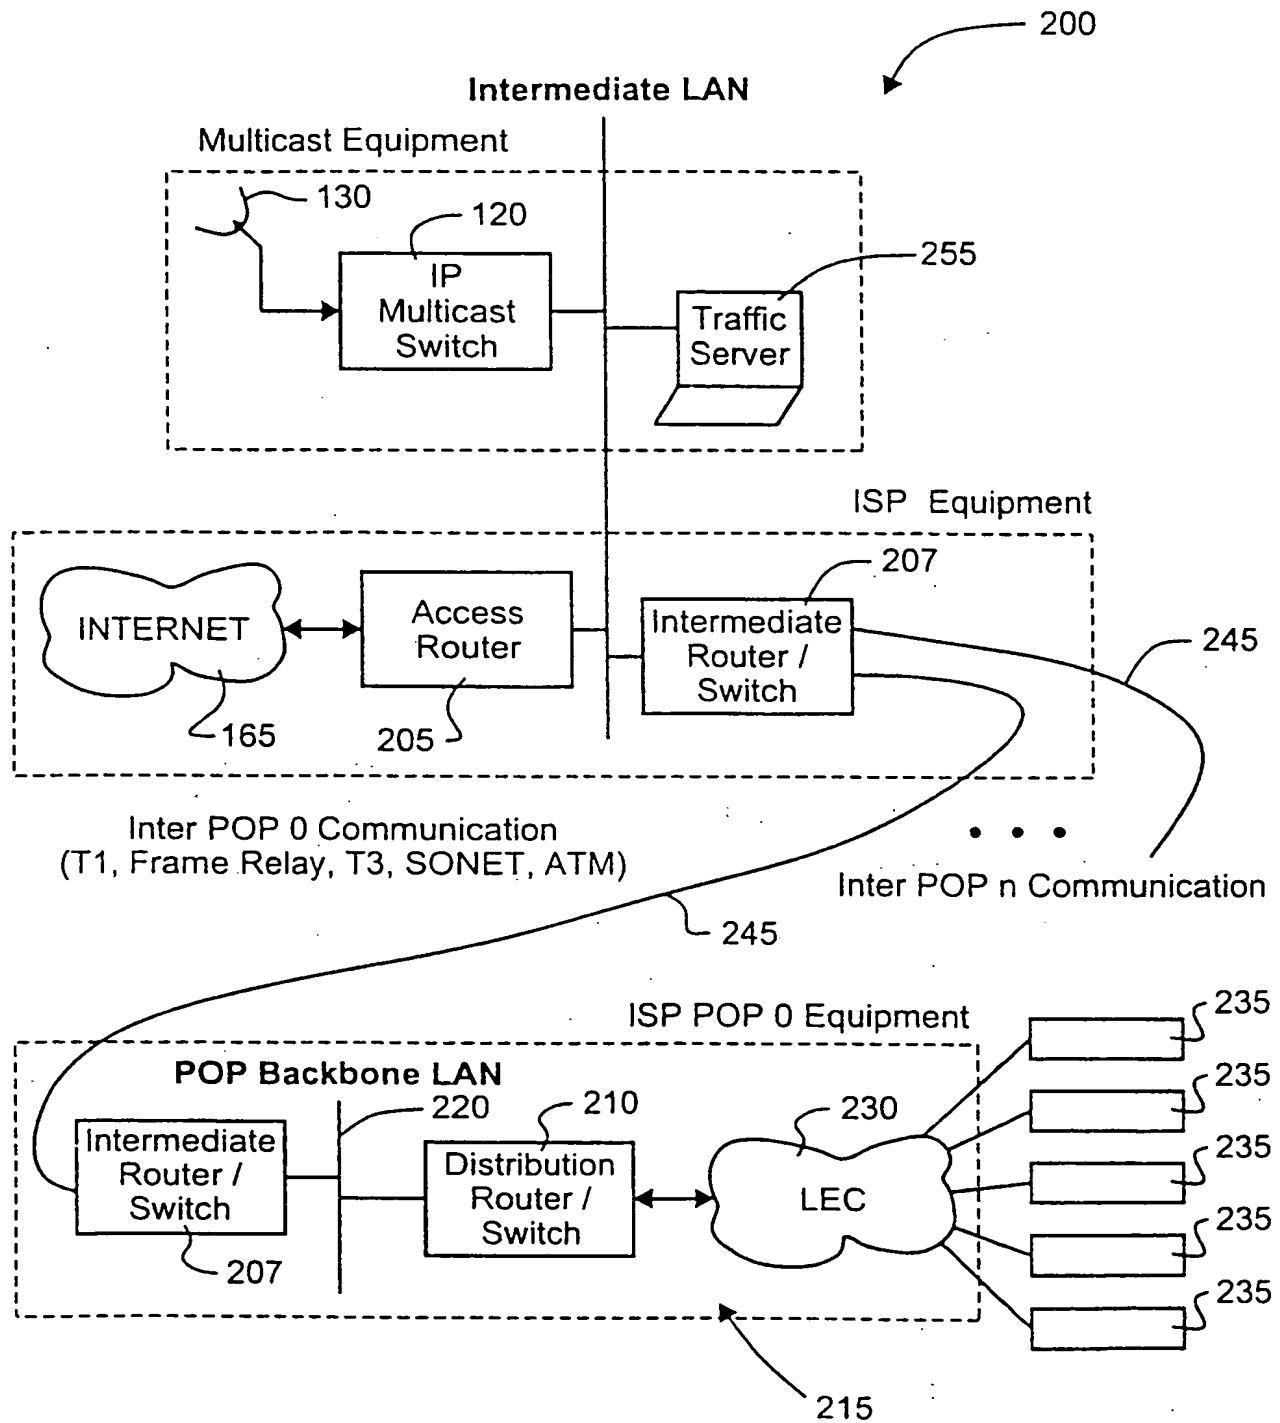 200
Intermediate LAN
Multicast Equipment
130
120
IP
Multicast
Switch
255
Traffic
Server
ISP Equipment
207
INTERNET
Access
Router
Intermediate
Router /
Switch
245
165
205
Inter POP 0 Communication
(T1, Frame Relay, T3, SONET, ATM)
• • •
Inter POP n Communication
245
ISP POP 0 Equipment
235
POP Backbone LAN
220
210
230
235
Intermediate
Router /
Switch
Distribution
Router /
Switch
LEC
235
235
207
235
215